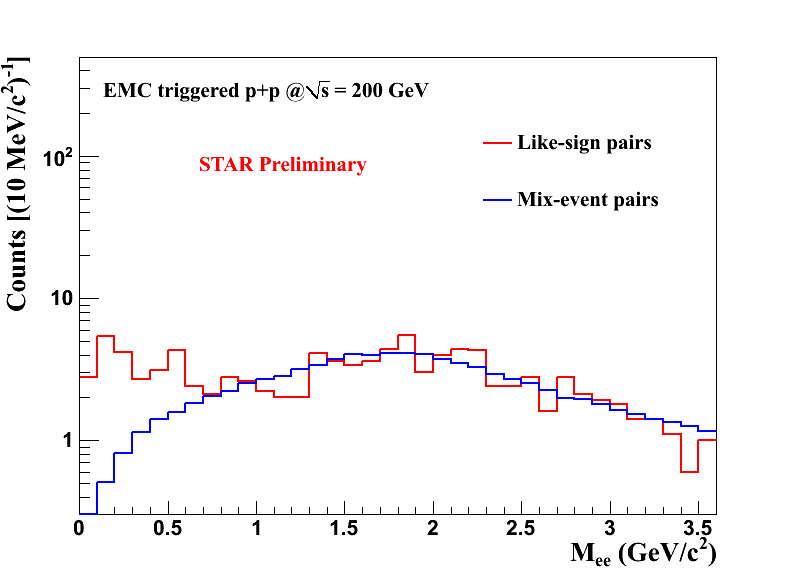 EMC triggered p+p @√s = 200 GeV
STAR Preliminary
Like-sign pairs
Mix-event pairs
Counts [(10 MeV/c²)⁻¹]
10²
10
1
0 0.5 1 1.5 2 2.5 3 3.5
Mₑₑ (GeV/c²)